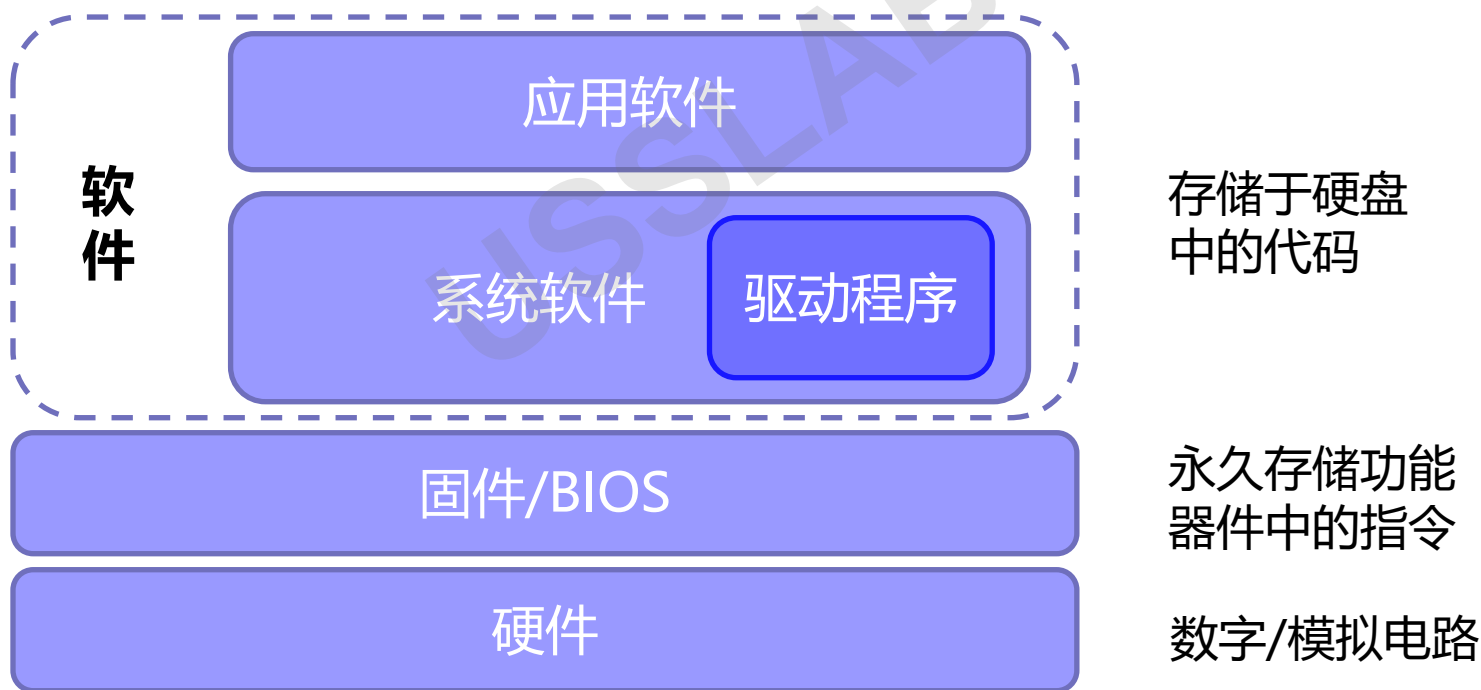 应用软件
软
件
系统软件
驱动程序
存储于硬盘
中的代码
固件/BIOS
永久存储功能
器件中的指令
硬件
数字/模拟电路
USSLAB